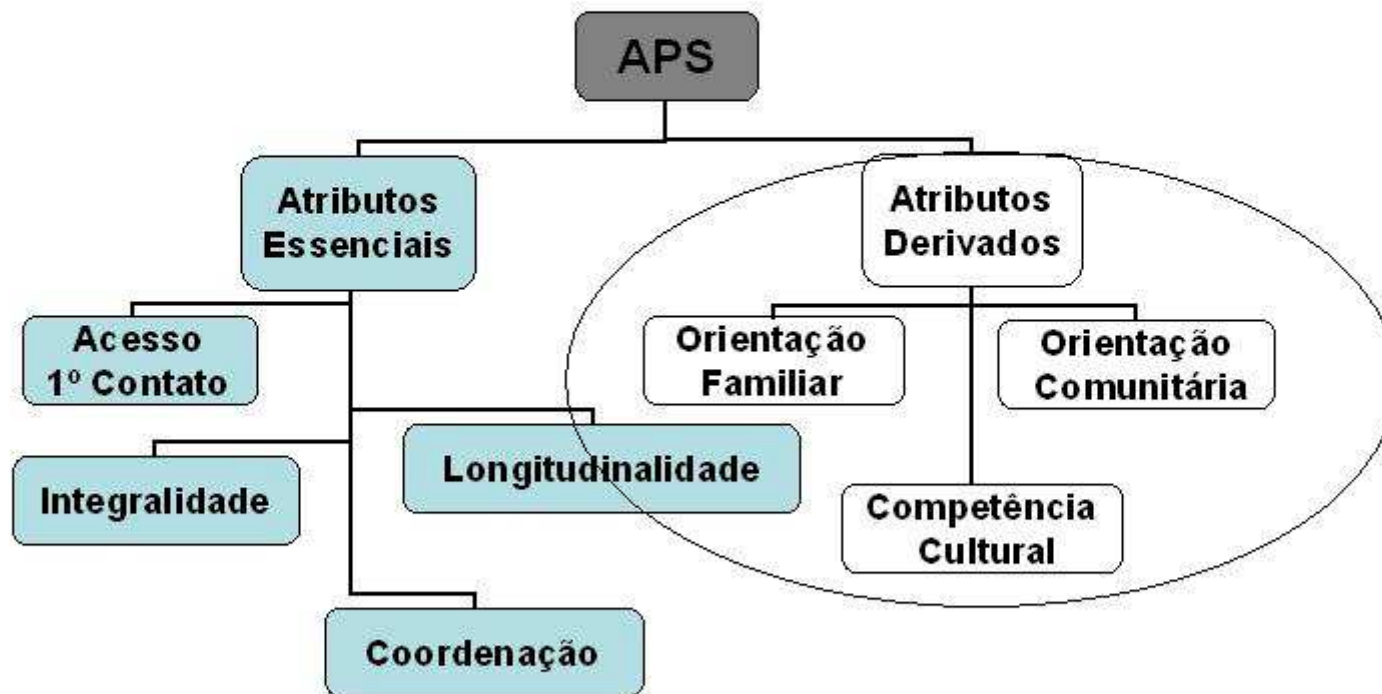 APS
Atributos
Essenciais
Atributos
Derivados
Acesso
1º Contato
Orientação
Familiar
Orientação
Comunitária
Integralidade
Longitudinalidade
Competência
Cultural
Coordenação